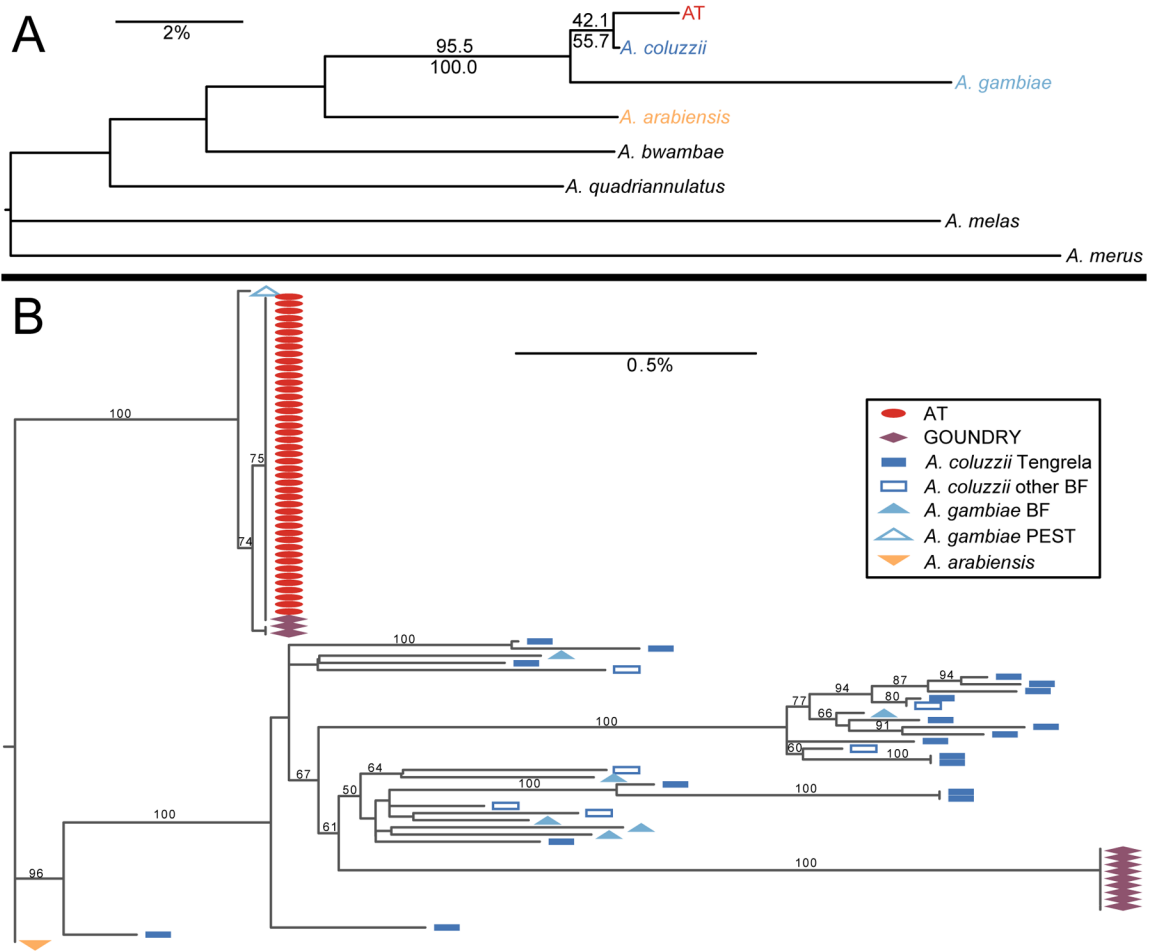 A
2%
42.1
55.7
AT
A. coluzzii
95.5
100.0
A. gambiae
A. arabiensis
A. bwambae
A. quadriannulatus
A. melas
A. merus
B
0.5%
100
75
74
AT
GOUNDRY
A. coluzzii Tengrela
A. coluzzii other BF
A. gambiae BF
A. gambiae PEST
A. arabiensis
100
94
87
94
80
77
66
91
100
60
100
67
64
50
100
100
61
100
100
96